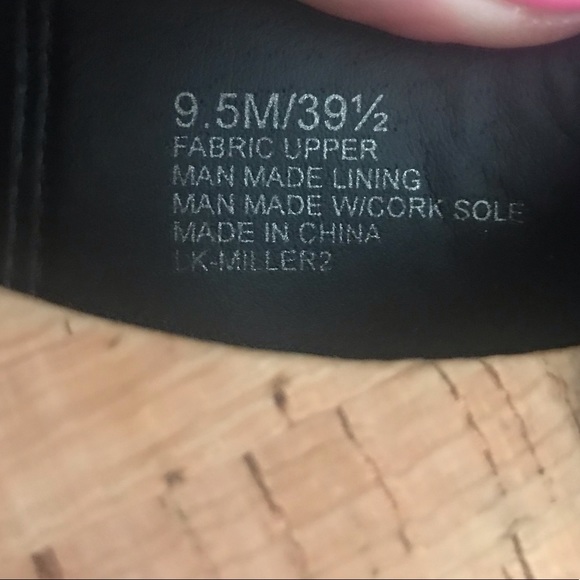 9.5M/39½
FABRIC UPPER
MAN MADE LINING
MAN MADE W/CORK SOLE
MADE IN CHINA
LK-MILLER2